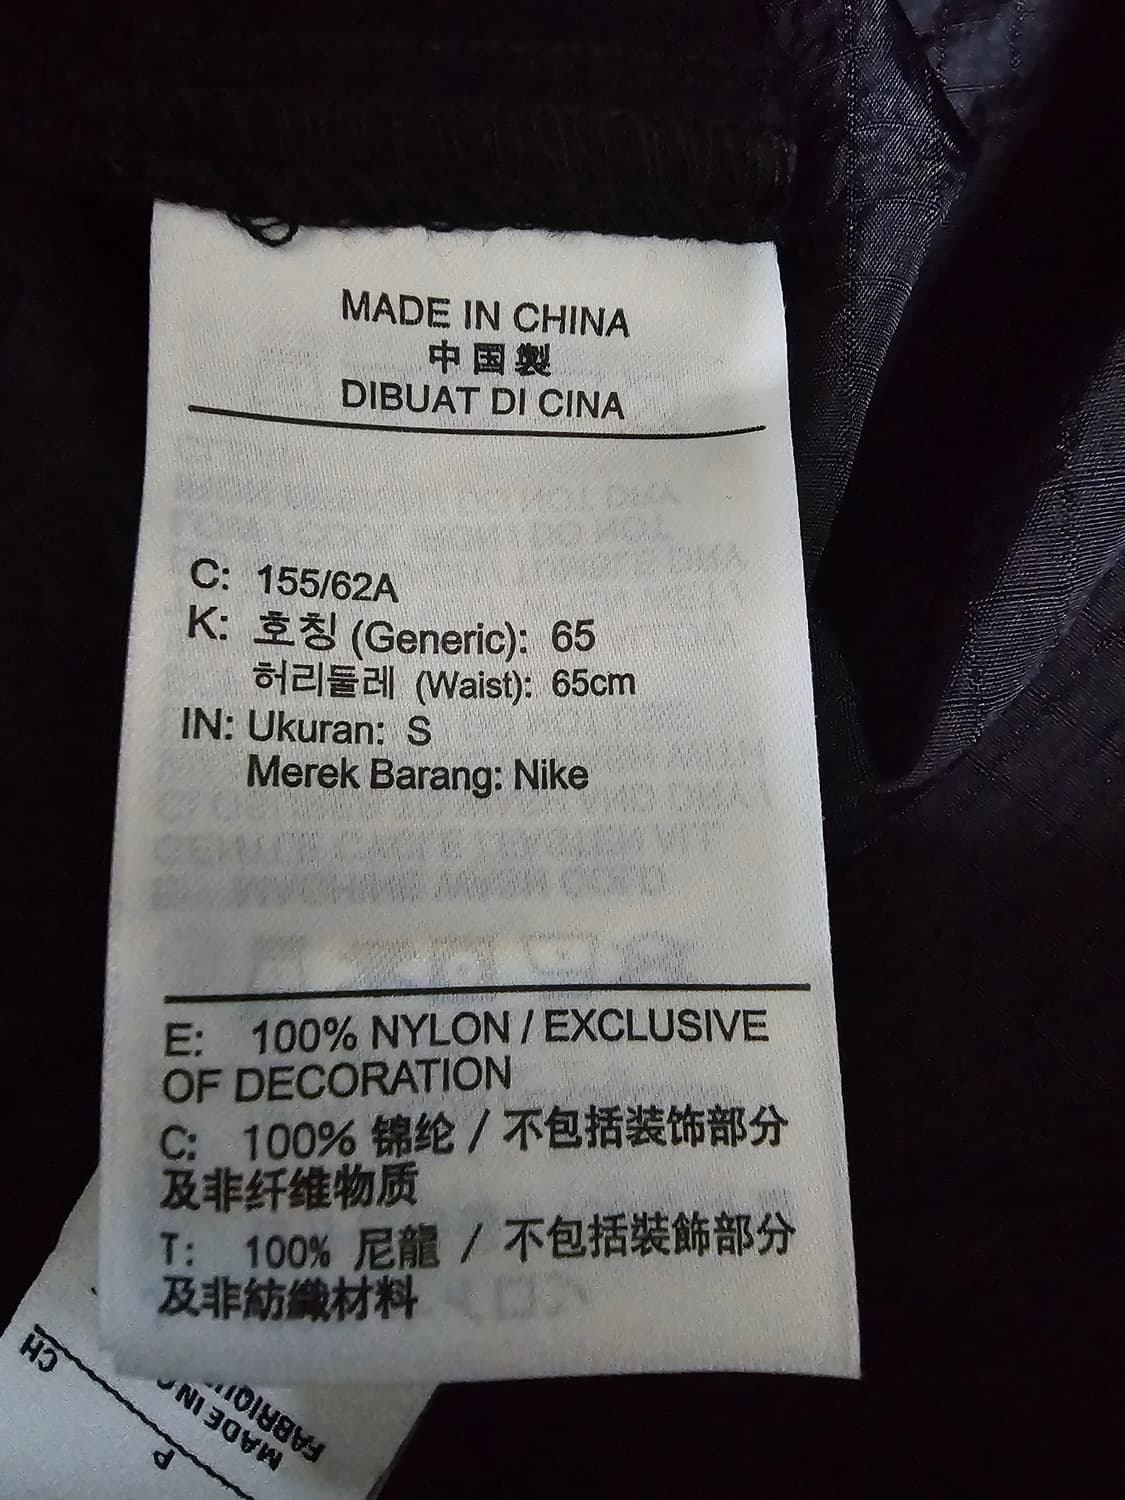 MADE IN CHINA
中国製
DIBUAT DI CINA
C: 155/62A
K: 호칭 (Generic): 65
허리둘레 (Waist): 65cm
IN: Ukuran: S
Merek Barang: Nike
E: 100% NYLON / EXCLUSIVE
OF DECORATION
C: 100% 锦纶 / 不包括装饰部分
及非纤维物质
T: 100% 尼龍 / 不包括裝飾部分
及非紡織材料
CH
MADE IN
P